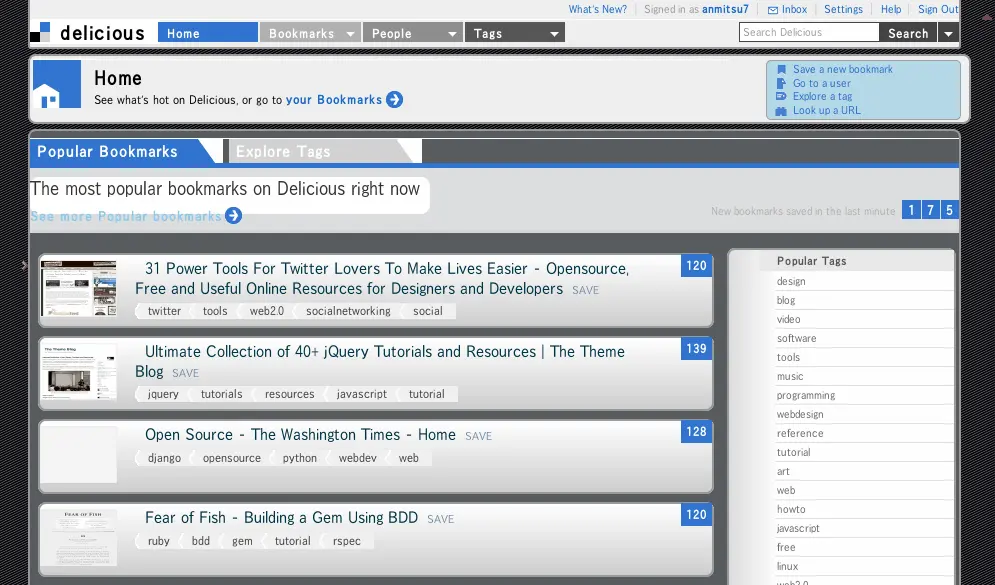 What's New? Signed in as anmitsu7 Inbox Settings Help Sign Out
delicious Home Bookmarks People Tags Search Delicious Search
Home
See what's hot on Delicious, or go to your Bookmarks
Save a new bookmark
Go to a user
Explore a tag
Look up a URL
Popular Bookmarks Explore Tags
The most popular bookmarks on Delicious right now
See more Popular bookmarks
New bookmarks saved in the last minute 1 7 5
31 Power Tools For Twitter Lovers To Make Lives Easier - Opensource, 120
Free and Useful Online Resources for Designers and Developers SAVE
twitter tools web2.0 socialnetworking social
Ultimate Collection of 40+ jQuery Tutorials and Resources | The Theme 139
Blog SAVE
jquery tutorials resources javascript tutorial
Open Source - The Washington Times - Home SAVE 128
django opensource python webdev web
Fear of Fish - Building a Gem Using BDD SAVE 120
ruby bdd gem tutorial rspec
Popular Tags
design
blog
video
software
tools
music
programming
webdesign
reference
tutorial
art
web
howto
javascript
free
linux
web2.0